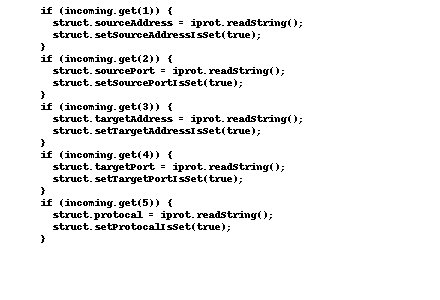 if (incoming.get(1)) {
struct.sourceAddress = iprot.readString();
struct.setSourceAddressIsSet(true);
}
if (incoming.get(2)) {
struct.sourcePort = iprot.readString();
struct.setSourcePortIsSet(true);
}
if (incoming.get(3)) {
struct.targetAddress = iprot.readString();
struct.setTargetAddressIsSet(true);
}
if (incoming.get(4)) {
struct.targetPort = iprot.readString();
struct.setTargetPortIsSet(true);
}
if (incoming.get(5)) {
struct.protocal = iprot.readString();
struct.setProtocalIsSet(true);
}